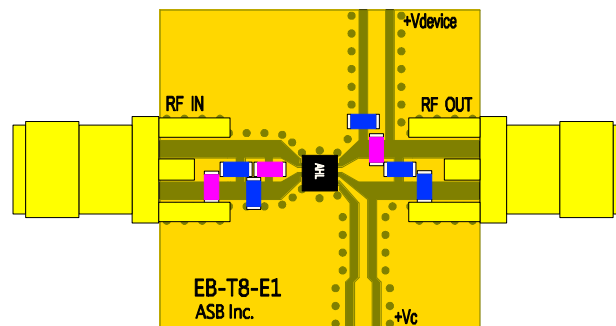 +Vdevice
RF IN
RF OUT
AHL
EB-T8-E1
ASB Inc.
+Vc